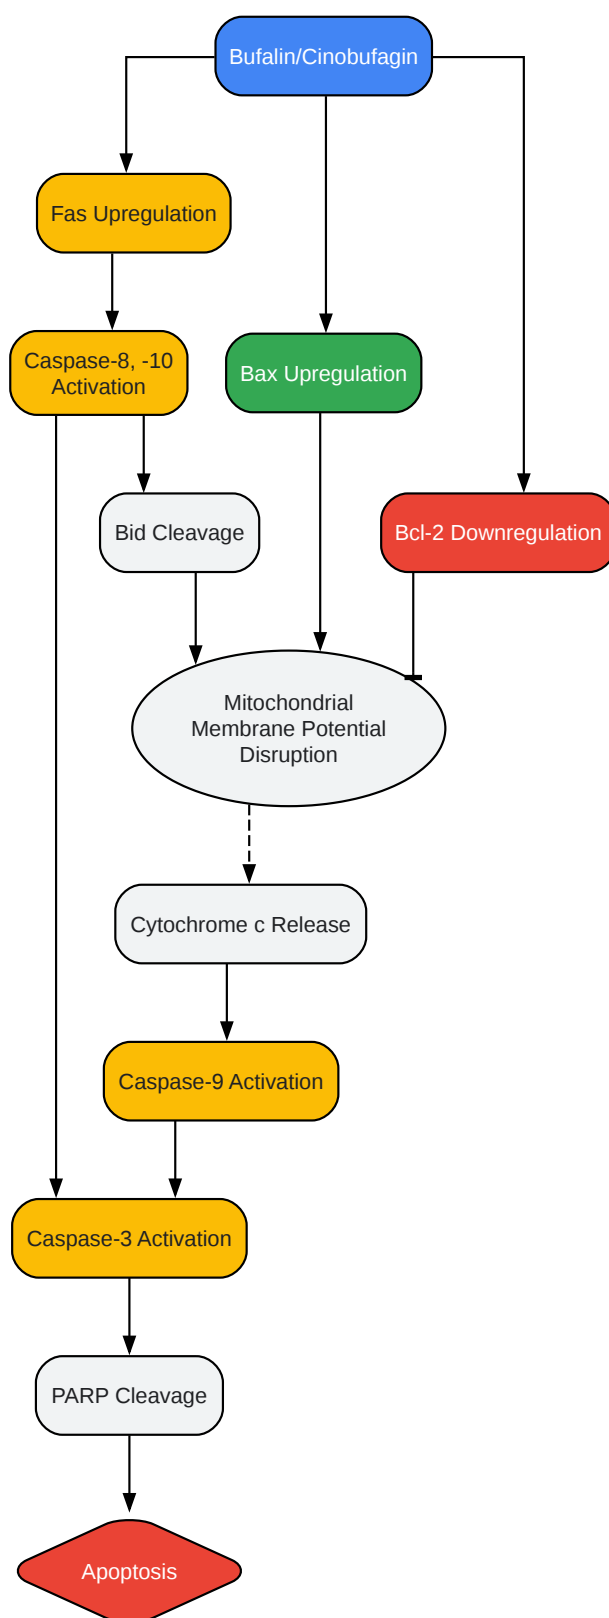 Bufalin/Cinobufagin
Fas Upregulation
Caspase-8, -10
Activation
Bax Upregulation
Bid Cleavage
Bcl-2 Downregulation
Mitochondrial
Membrane Potential
Disruption
Cytochrome c Release
Caspase-9 Activation
Caspase-3 Activation
PARP Cleavage
Apoptosis